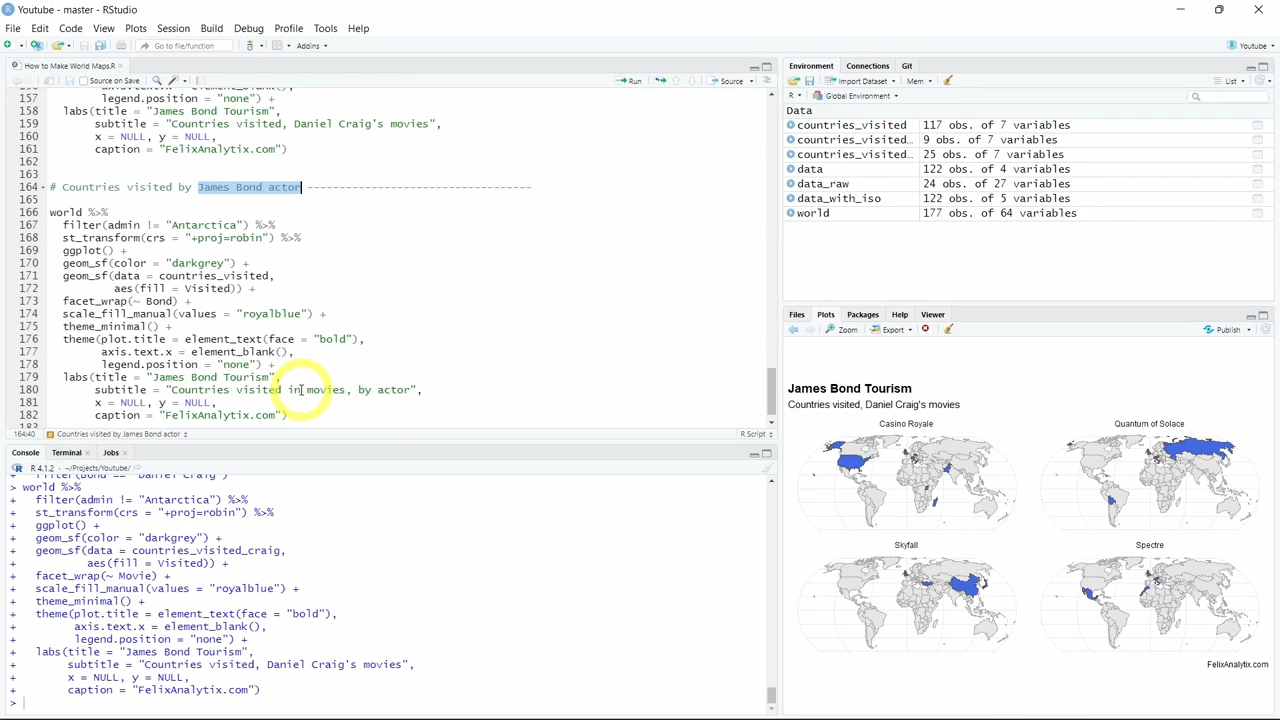 Youtube - master - RStudio
File Edit Code View Plots Session Build Debug Profile Tools Help
Go to file/function Addins Youtube
How to Make World Maps.R
Source on Save Run Source
157 legend.position = "none") +
158 labs(title = "James Bond Tourism",
159 subtitle = "Countries visited, Daniel Craig's movies",
160 x = NULL, y = NULL,
161 caption = "FelixAnalytix.com")
162
163
164 # Countries visited by James Bond actor -----------------------------------
165
166 world %>%
167 filter(admin != "Antarctica") %>%
168 st_transform(crs = "+proj=robin") %>%
169 ggplot() +
170 geom_sf(color = "darkgrey") +
171 geom_sf(data = countries_visited,
172 aes(fill = Visited)) +
173 facet_wrap(~ Bond) +
174 scale_fill_manual(values = "royalblue") +
175 theme_minimal() +
176 theme(plot.title = element_text(face = "bold"),
177 axis.text.x = element_blank(),
178 legend.position = "none") +
179 labs(title = "James Bond Tourism",
180 subtitle = "Countries visited in movies, by actor",
181 x = NULL, y = NULL,
182 caption = "FelixAnalytix.com")
183
164:40 Countries visited by James Bond actor R Script
Console Terminal Jobs
R 4.1.2 · ~/Projects/Youtube/
> world %>%
+ filter(admin != "Antarctica") %>%
+ st_transform(crs = "+proj=robin") %>%
+ ggplot() +
+ geom_sf(color = "darkgrey") +
+ geom_sf(data = countries_visited_craig,
+ aes(fill = Visited)) +
+ facet_wrap(~ Movie) +
+ scale_fill_manual(values = "royalblue") +
+ theme_minimal() +
+ theme(plot.title = element_text(face = "bold"),
+ axis.text.x = element_blank(),
+ legend.position = "none") +
+ labs(title = "James Bond Tourism",
+ subtitle = "Countries visited, Daniel Craig's movies",
+ x = NULL, y = NULL,
+ caption = "FelixAnalytix.com")
>
Environment Connections Git
Import Dataset Mem List
R Global Environment
Data
countries_visited 117 obs. of 7 variables
countries_visited… 9 obs. of 7 variables
countries_visited… 25 obs. of 7 variables
data 122 obs. of 4 variables
data_raw 24 obs. of 27 variables
data_with_iso 122 obs. of 5 variables
world 177 obs. of 64 variables
Files Plots Packages Help Viewer
Zoom Export Publish
James Bond Tourism
Countries visited, Daniel Craig's movies
Casino Royale Quantum of Solace
Skyfall Spectre
FelixAnalytix.com